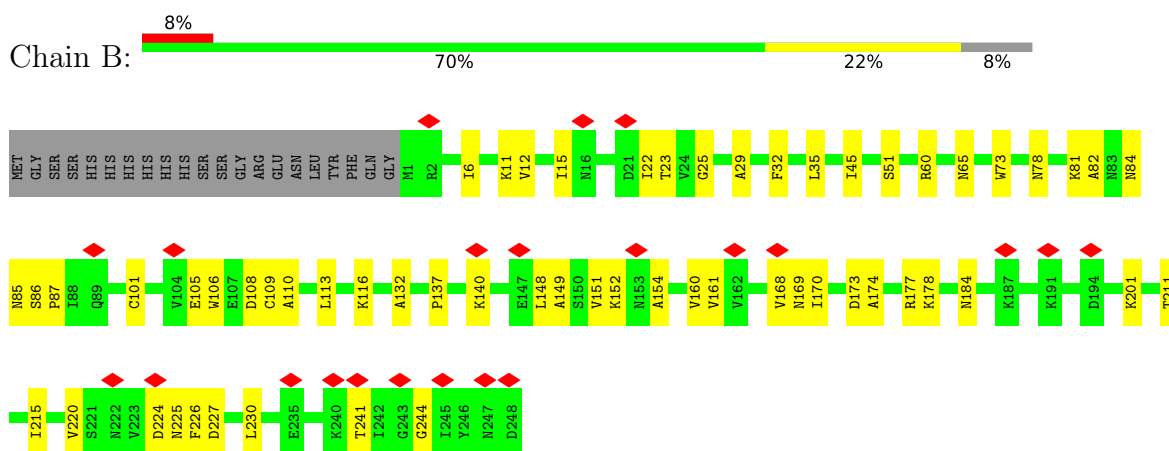 8%
Chain B:
70% 22% 8%
MET GLY SER SER HIS HIS HIS HIS HIS HIS SER SER GLY ARG GLU ASN LEU TYR PHE GLN GLY M1 R2 I6 K11 V12 I15 N16 D21 I22 T23 V24 G25 A29 F32 L35 I45 S51 R60 N65 W73 N78 K81 A82 N83 N84
N85 S86 P87 I88 Q89 C101 V104 E105 W106 E107 D108 C109 A110 L113 K116 A132 P137 K140 E147 L148 A149 S150 V151 K152 N153 A154 V160 V161 V162 V168 N169 I170 D173 A174 R177 K178 N184 K187 K191 D194 K201 T211
I215 V220 S221 N222 V223 D224 N225 F226 D227 L230 E235 K240 T241 I242 G243 G244 I245 Y246 N247 D248